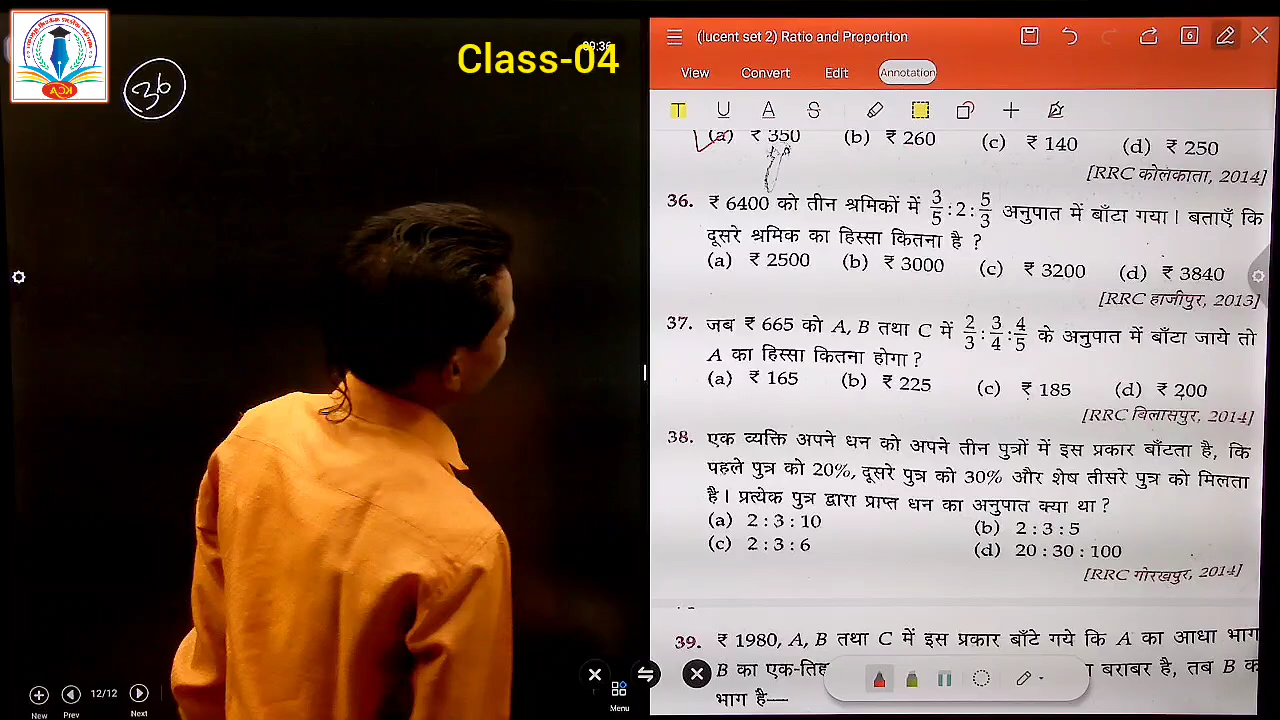 Class-04
09:36
36
KCA
(lucent set 2) Ratio and Proportion
6
View Convert Edit Annotation
T U A S
(a) ₹ 350 (b) ₹ 260 (c) ₹ 140 (d) ₹ 250
[RRC कोलकाता, 2014]
36. ₹ 6400 को तीन श्रमिकों में 3/5 : 2 : 5/3 अनुपात में बाँटा गया। बताएँ कि
दूसरे श्रमिक का हिस्सा कितना है ?
(a) ₹ 2500 (b) ₹ 3000 (c) ₹ 3200 (d) ₹ 3840
[RRC हाजीपुर, 2013]
37. जब ₹ 665 को A, B तथा C में 2/3 : 3/4 : 4/5 के अनुपात में बाँटा जाये तो
A का हिस्सा कितना होगा ?
(a) ₹ 165 (b) ₹ 225 (c) ₹ 185 (d) ₹ 200
[RRC विलासपुर, 2014]
38. एक व्यक्ति अपने धन को अपने तीन पुत्रों में इस प्रकार बाँटता है, कि
पहले पुत्र को 20%, दूसरे पुत्र को 30% और शेष तीसरे पुत्र को मिलता
है। प्रत्येक पुत्र द्वारा प्राप्त धन का अनुपात क्या था ?
(a) 2 : 3 : 10 (b) 2 : 3 : 5
(c) 2 : 3 : 6 (d) 20 : 30 : 100
[RRC गोरखपुर, 2014]
39. ₹ 1980, A, B तथा C में इस प्रकार बाँटे गये कि A का आधा भाग
B का एक-तिह बराबर है, तब B क
भाग है—
New Prev 12/12 Next
Menu